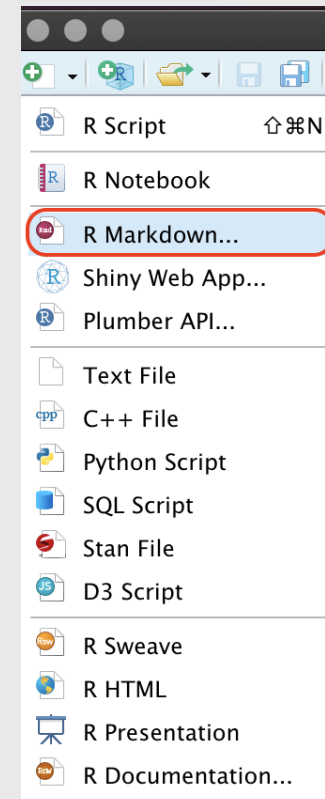 R Script ⇧⌘N
R Notebook
R Markdown...
Shiny Web App...
Plumber API...
Text File
C++ File
Python Script
SQL Script
Stan File
D3 Script
R Sweave
R HTML
R Presentation
R Documentation...